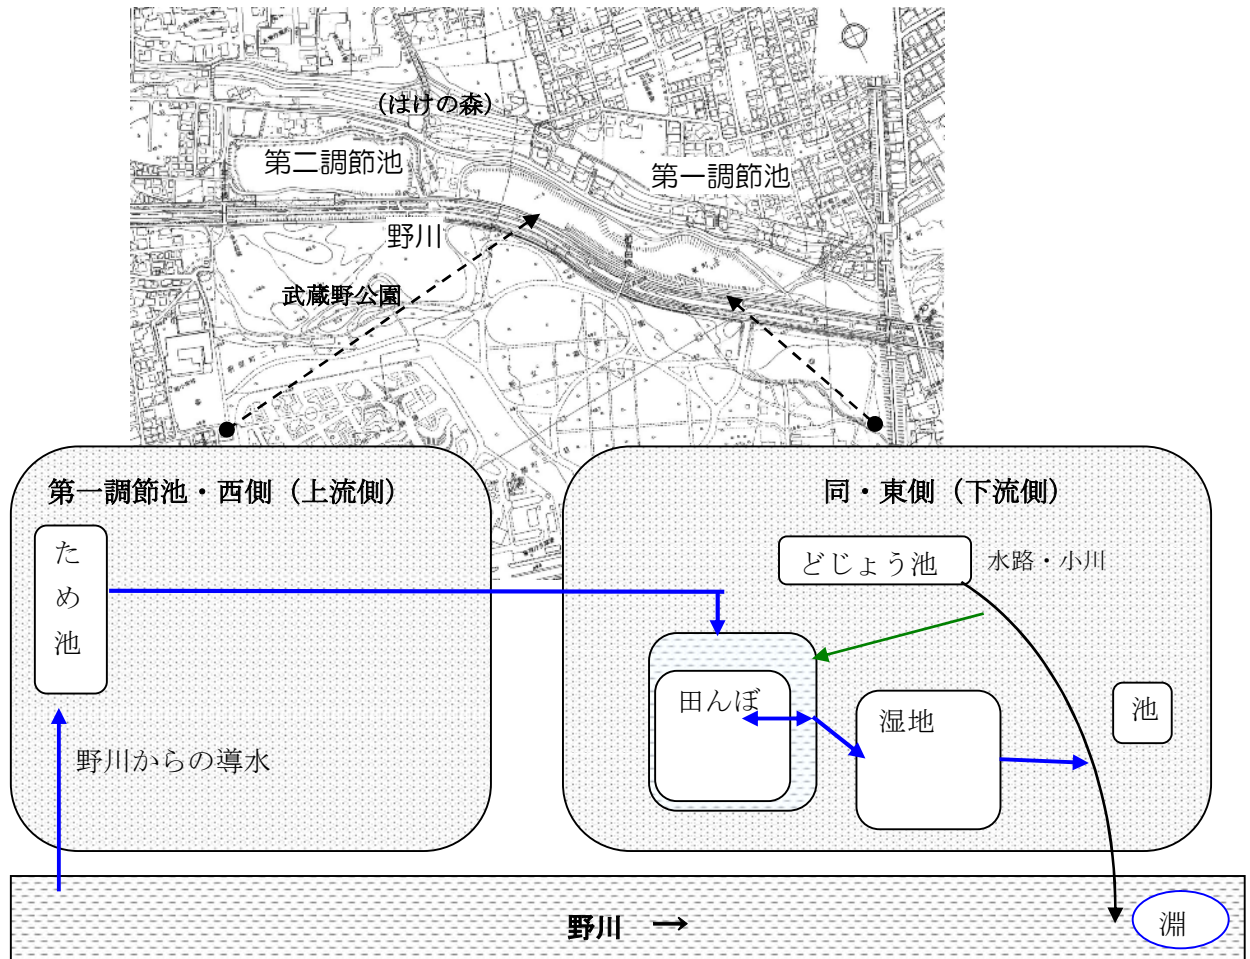 (はけの森)
第二調節池
第一調節池
野川
武蔵野公園
第一調節池・西側（上流側）
同・東側（下流側）
ため池
どじょう池
水路・小川
田んぼ
湿地
池
野川からの導水
野川 →
淵